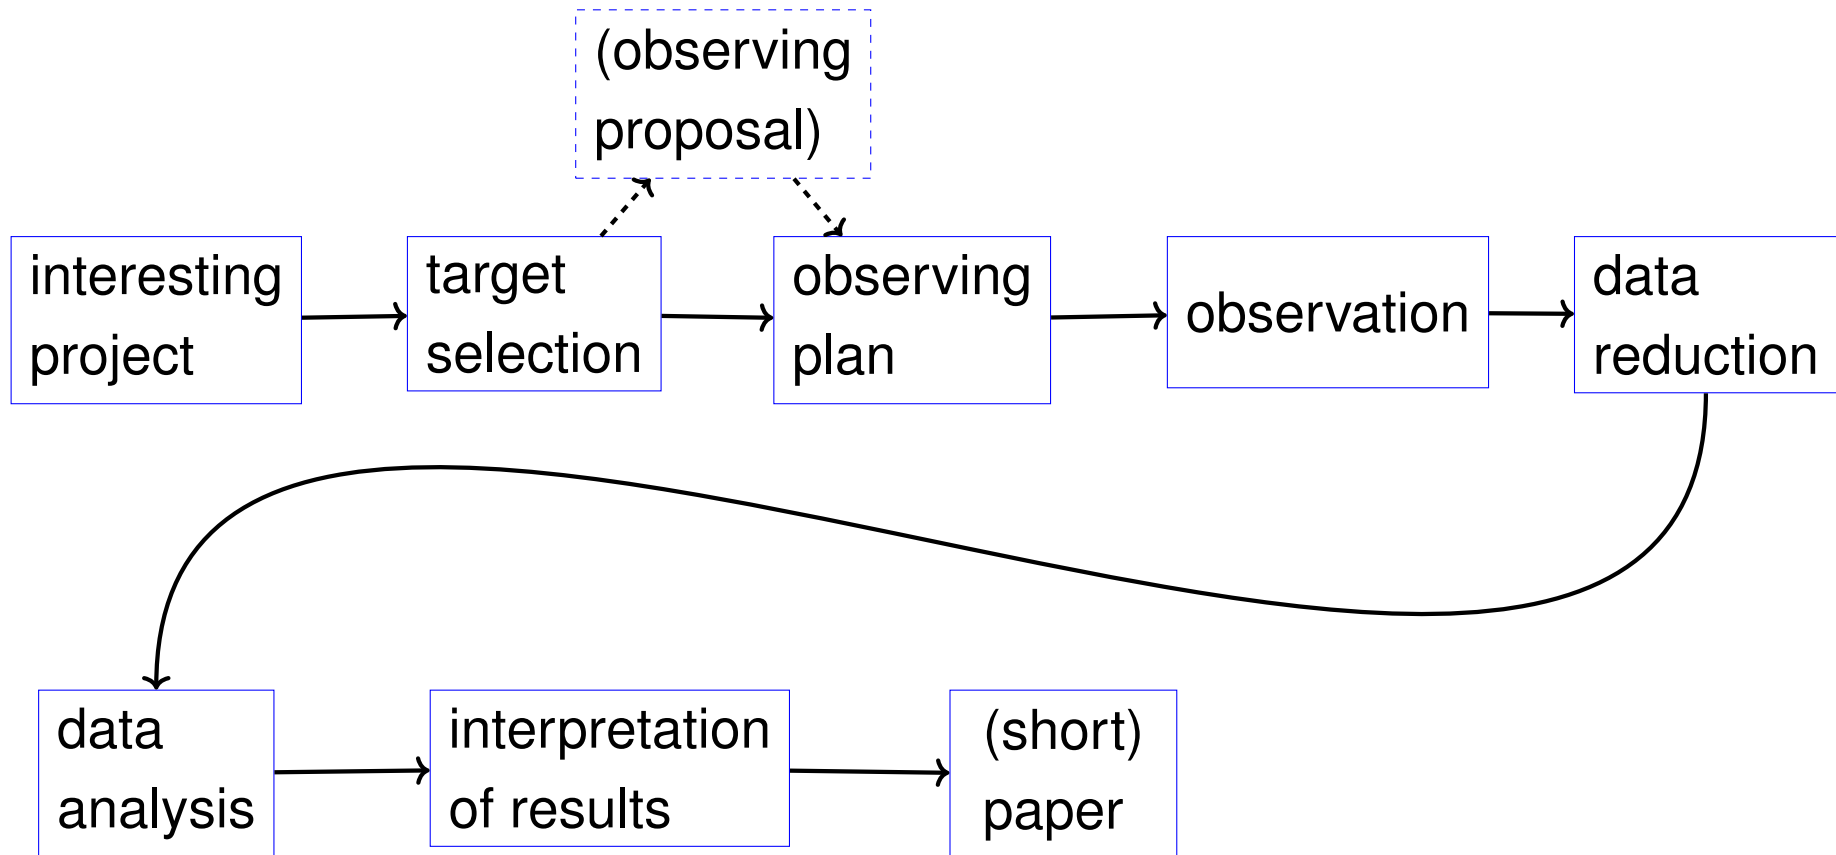 (observing
proposal)
interesting
project
target
selection
observing
plan
observation
data
reduction
data
analysis
interpretation
of results
(short)
paper